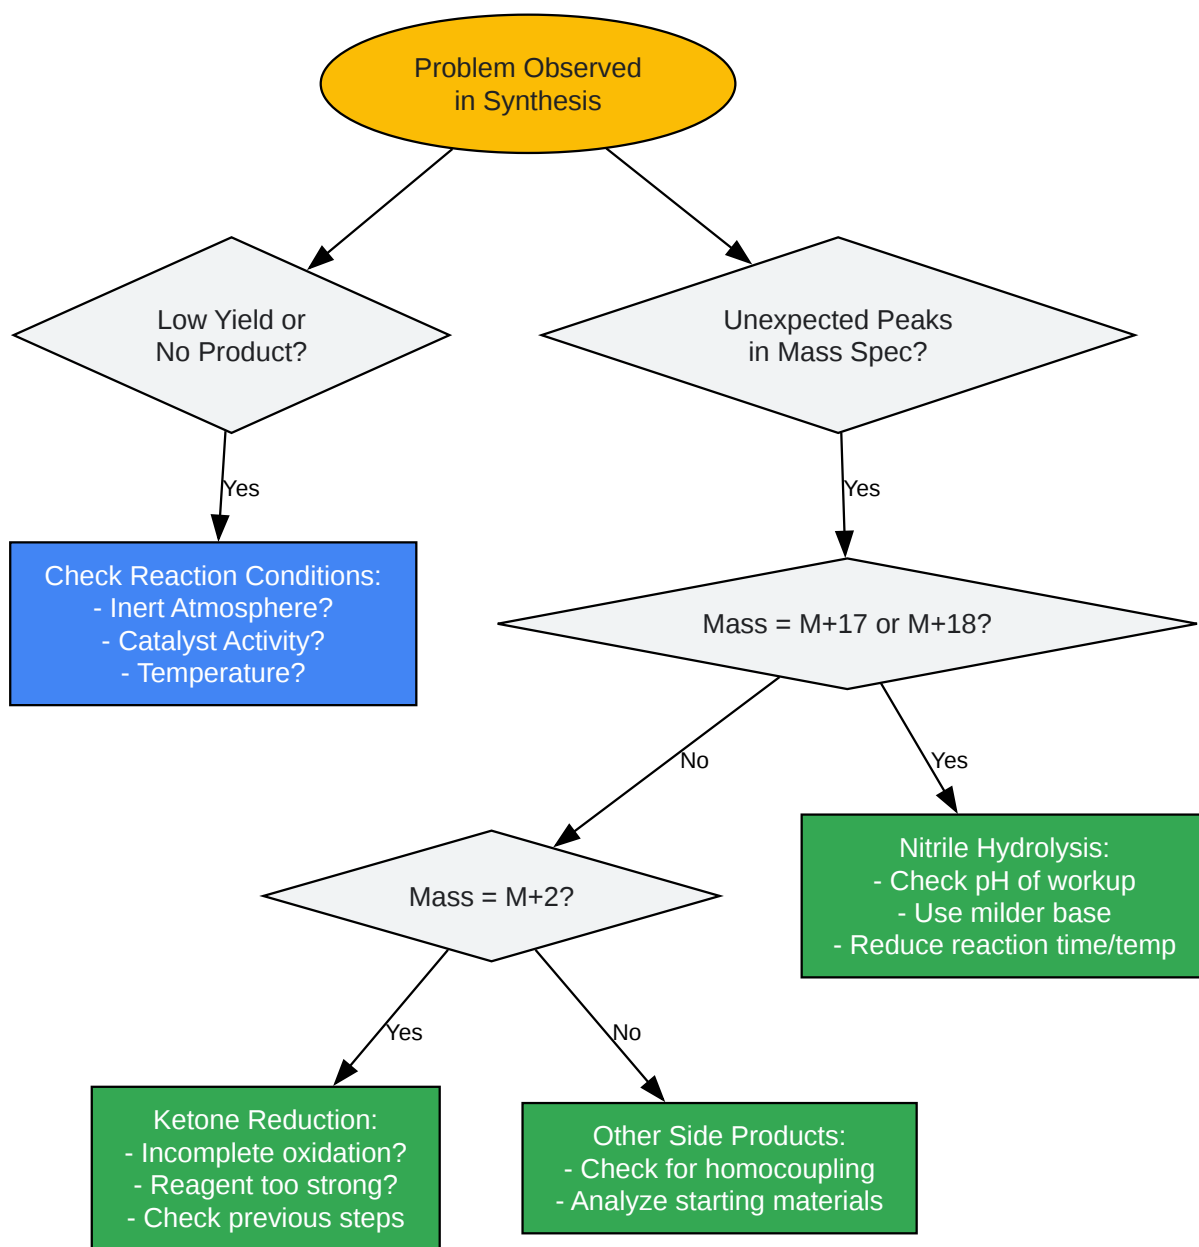 Problem Observed
in Synthesis
Low Yield or
No Product?
Unexpected Peaks
in Mass Spec?
Yes
Yes
Check Reaction Conditions:
- Inert Atmosphere?
- Catalyst Activity?
- Temperature?
Mass = M+17 or M+18?
No
Yes
Mass = M+2?
Nitrile Hydrolysis:
- Check pH of workup
- Use milder base
- Reduce reaction time/temp
Yes
No
Ketone Reduction:
- Incomplete oxidation?
- Reagent too strong?
- Check previous steps
Other Side Products:
- Check for homocoupling
- Analyze starting materials